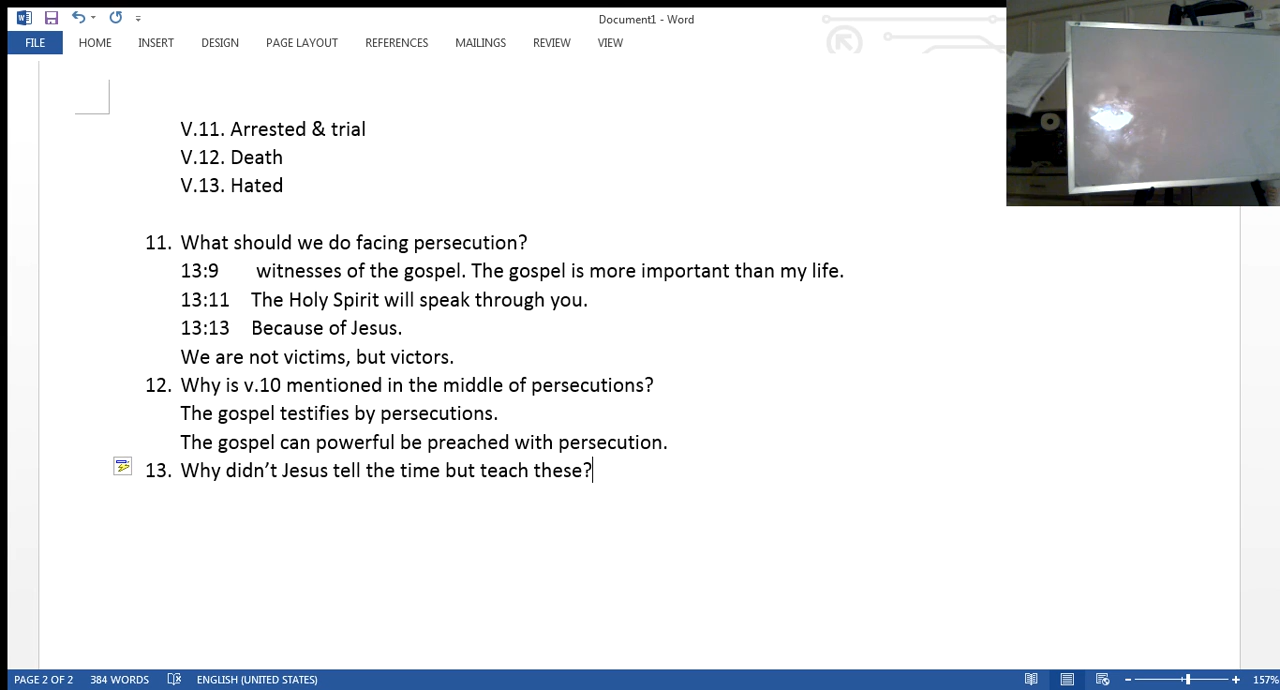 Document1 - Word
FILE HOME INSERT DESIGN PAGE LAYOUT REFERENCES MAILINGS REVIEW VIEW
V.11. Arrested & trial
V.12. Death
V.13. Hated
11. What should we do facing persecution?
13:9 witnesses of the gospel. The gospel is more important than my life.
13:11 The Holy Spirit will speak through you.
13:13 Because of Jesus.
We are not victims, but victors.
12. Why is v.10 mentioned in the middle of persecutions?
The gospel testifies by persecutions.
The gospel can powerful be preached with persecution.
13. Why didn't Jesus tell the time but teach these?
PAGE 2 OF 2 384 WORDS ENGLISH (UNITED STATES) 157%